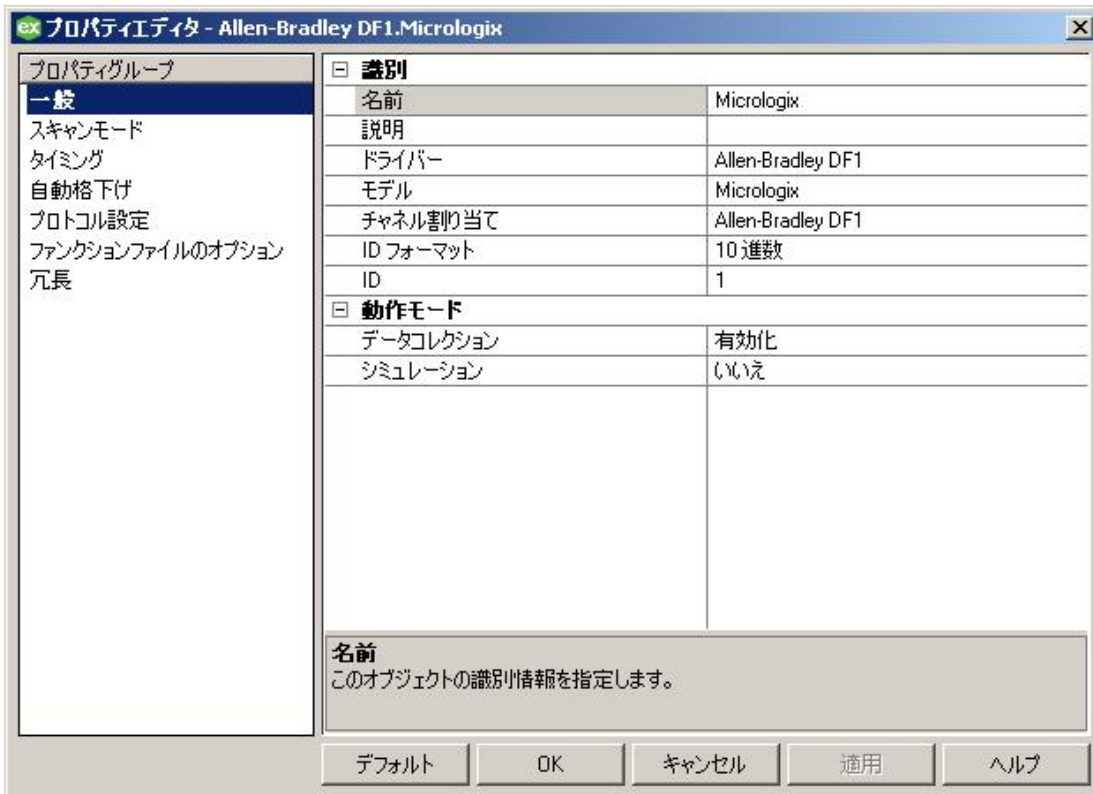 ex プロパティエディタ - Allen-Bradley DF1.Micrologix
プロパティグループ
一般
スキャンモード
タイミング
自動格下げ
プロトコル設定
ファンクションファイルのオプション
冗長
識別
名前 Micrologix
説明
ドライバー Allen-Bradley DF1
モデル Micrologix
チャネル割り当て Allen-Bradley DF1
ID フォーマット 10 進数
ID 1
動作モード
データコレクション 有効化
シミュレーション いいえ
名前
このオブジェクトの識別情報を指定します。
デフォルト OK キャンセル 適用 ヘルプ